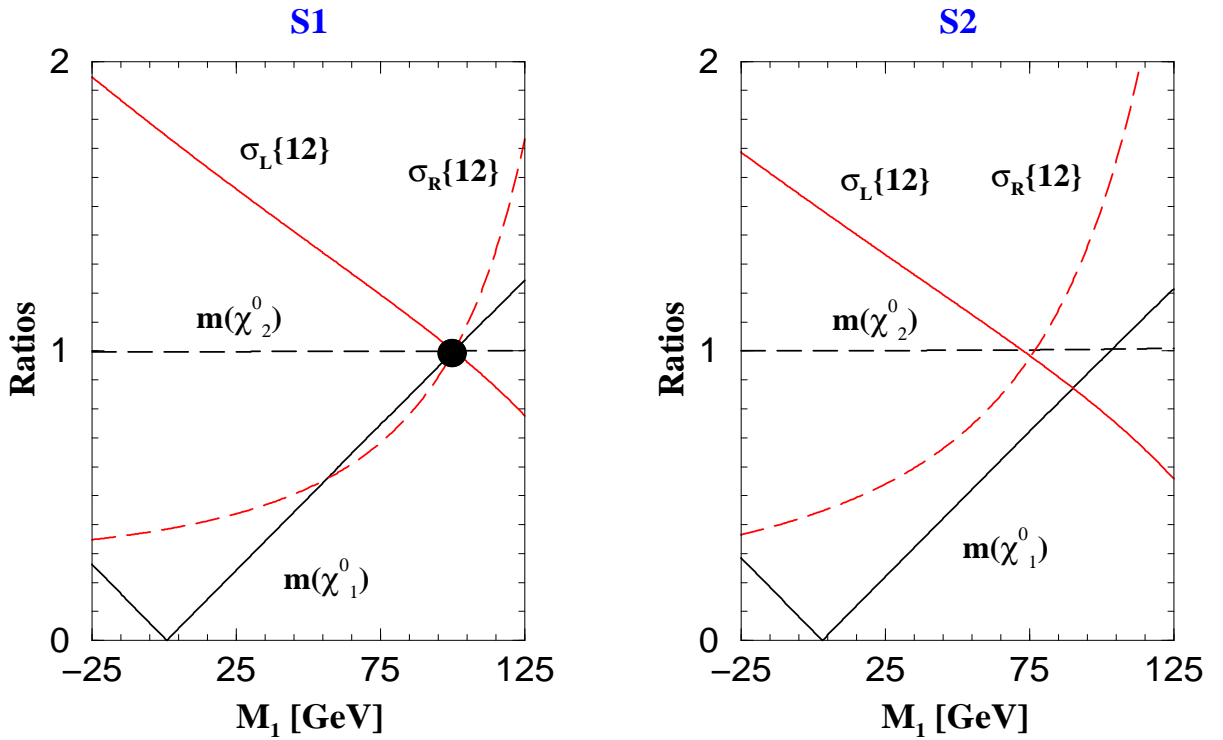 S1
2
σL{12}
σR{12}
m(χ⁰₂)
1
m(χ⁰₁)
0
−25 25 75 125
Ratios
M₁ [GeV]
S2
2
σL{12}
σR{12}
m(χ⁰₂)
1
m(χ⁰₁)
0
−25 25 75 125
Ratios
M₁ [GeV]